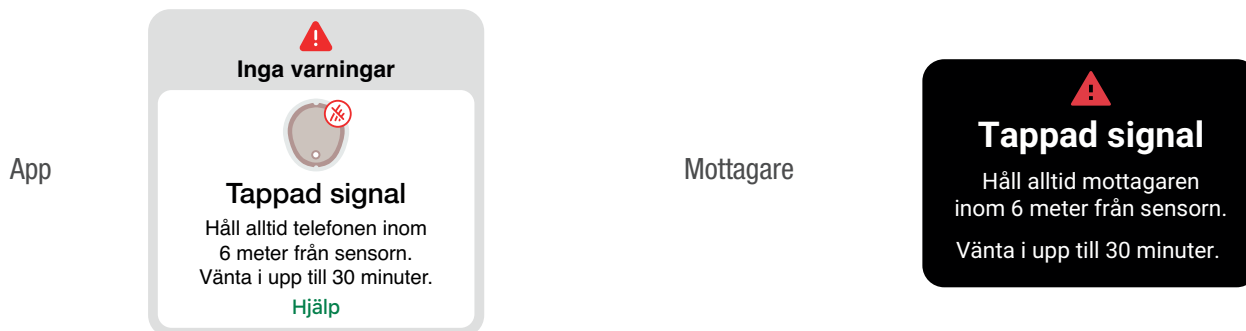 App
Inga varningar
Tappad signal
Håll alltid telefonen inom
6 meter från sensorn.
Vänta i upp till 30 minuter.
Hjälp
Mottagare
Tappad signal
Håll alltid mottagaren
inom 6 meter från sensorn.
Vänta i upp till 30 minuter.